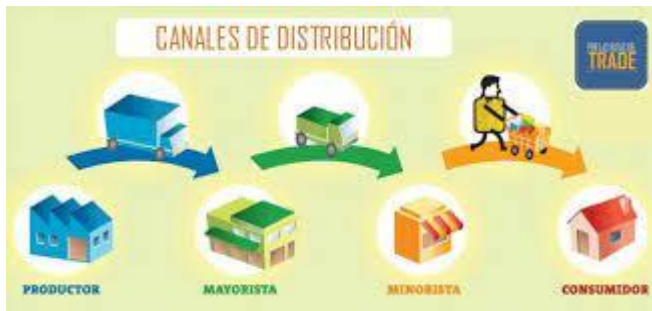 CANALES DE DISTRIBUCIÓN
TRADE
PRODUCTOR
MAYORISTA
MINORISTA
CONSUMIDOR